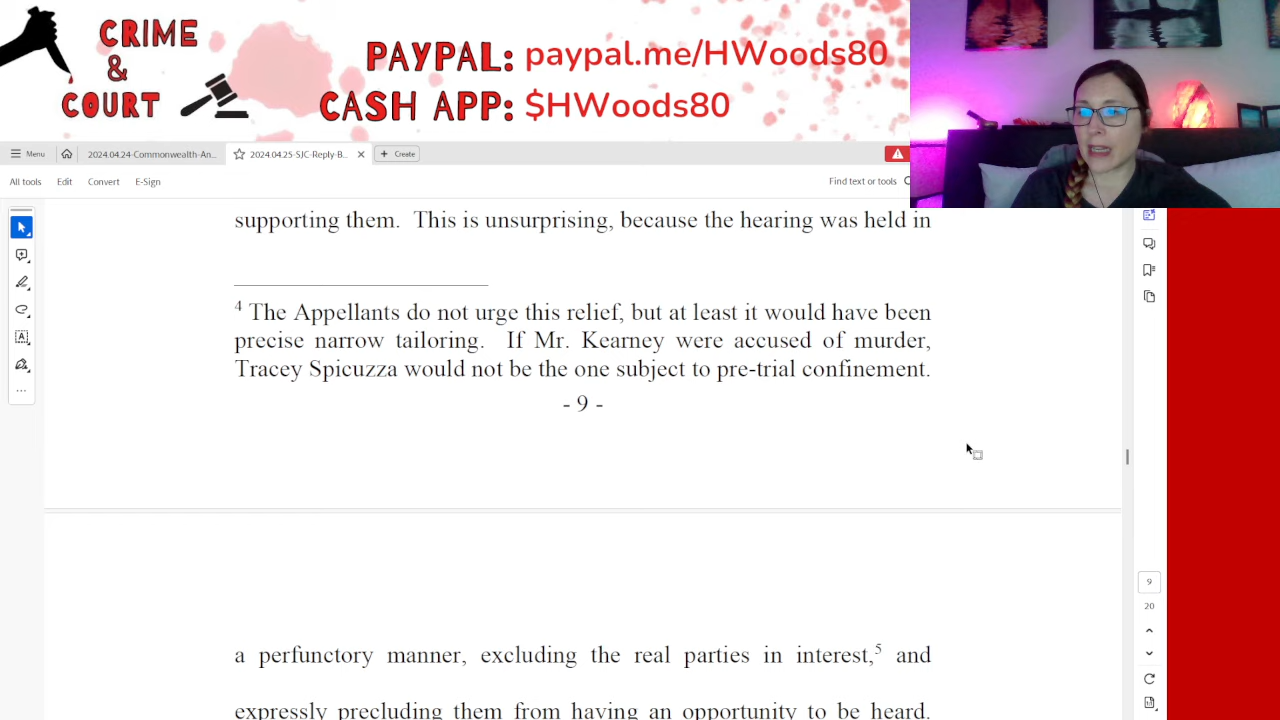 CRIME
&
COURT
PAYPAL: paypal.me/HWoods80
CASH APP: $HWoods80
Menu
2024.04.24-Commonwealth-An...
2024.04.25-SJC-Reply-B...
Create
All tools
Edit
Convert
E-Sign
Find text or tools
supporting them. This is unsurprising, because the hearing was held in
4 The Appellants do not urge this relief, but at least it would have been
precise narrow tailoring. If Mr. Kearney were accused of murder,
Tracey Spicuzza would not be the one subject to pre-trial confinement.
- 9 -
9
20
a perfunctory manner, excluding the real parties in interest,5 and
expressly precluding them from having an opportunity to be heard.